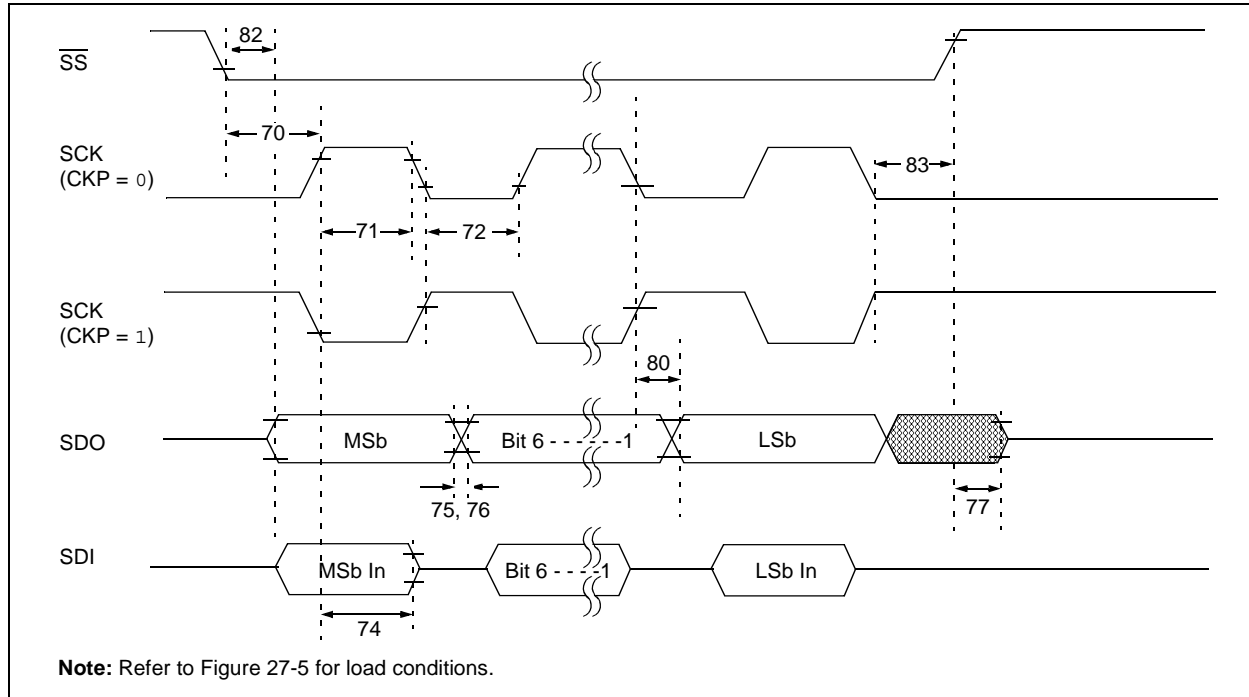 82
SS
70
SCK
(CKP = 0)
83
71
72
SCK
(CKP = 1)
80
SDO
MSb
Bit 6 - - - - - -1
LSb
75, 76
77
SDI
MSb In
Bit 6 - - - -1
LSb In
74
Note: Refer to Figure 27-5 for load conditions.